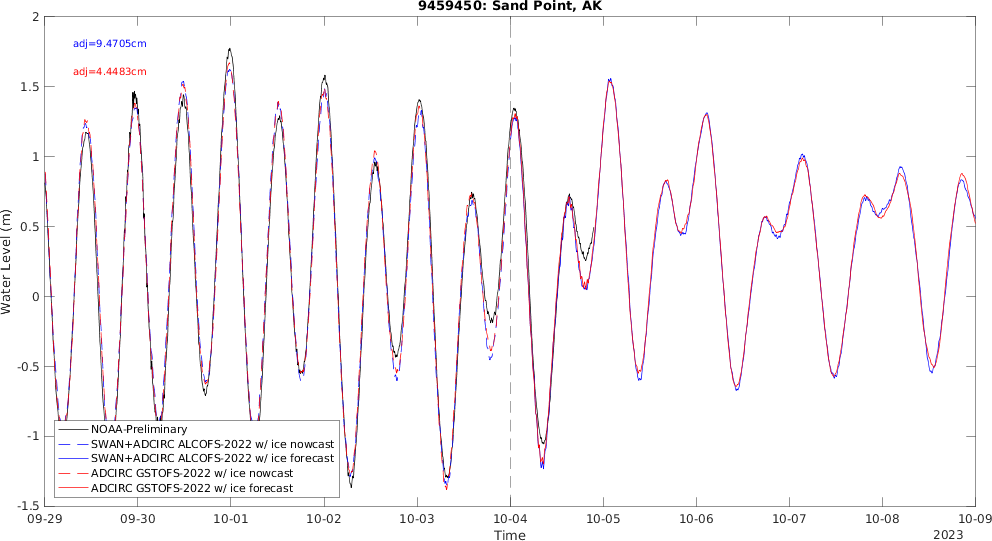 9459450: Sand Point, AK
adj=9.4705cm
adj=4.4483cm
Water Level (m)
2
1.5
1
0.5
0
-0.5
-1
-1.5
NOAA-Preliminary
SWAN+ADCIRC ALCOFS-2022 w/ ice nowcast
SWAN+ADCIRC ALCOFS-2022 w/ ice forecast
ADCIRC GSTOFS-2022 w/ ice nowcast
ADCIRC GSTOFS-2022 w/ ice forecast
09-29 09-30 10-01 10-02 10-03 10-04 10-05 10-06 10-07 10-08 10-09
Time
2023